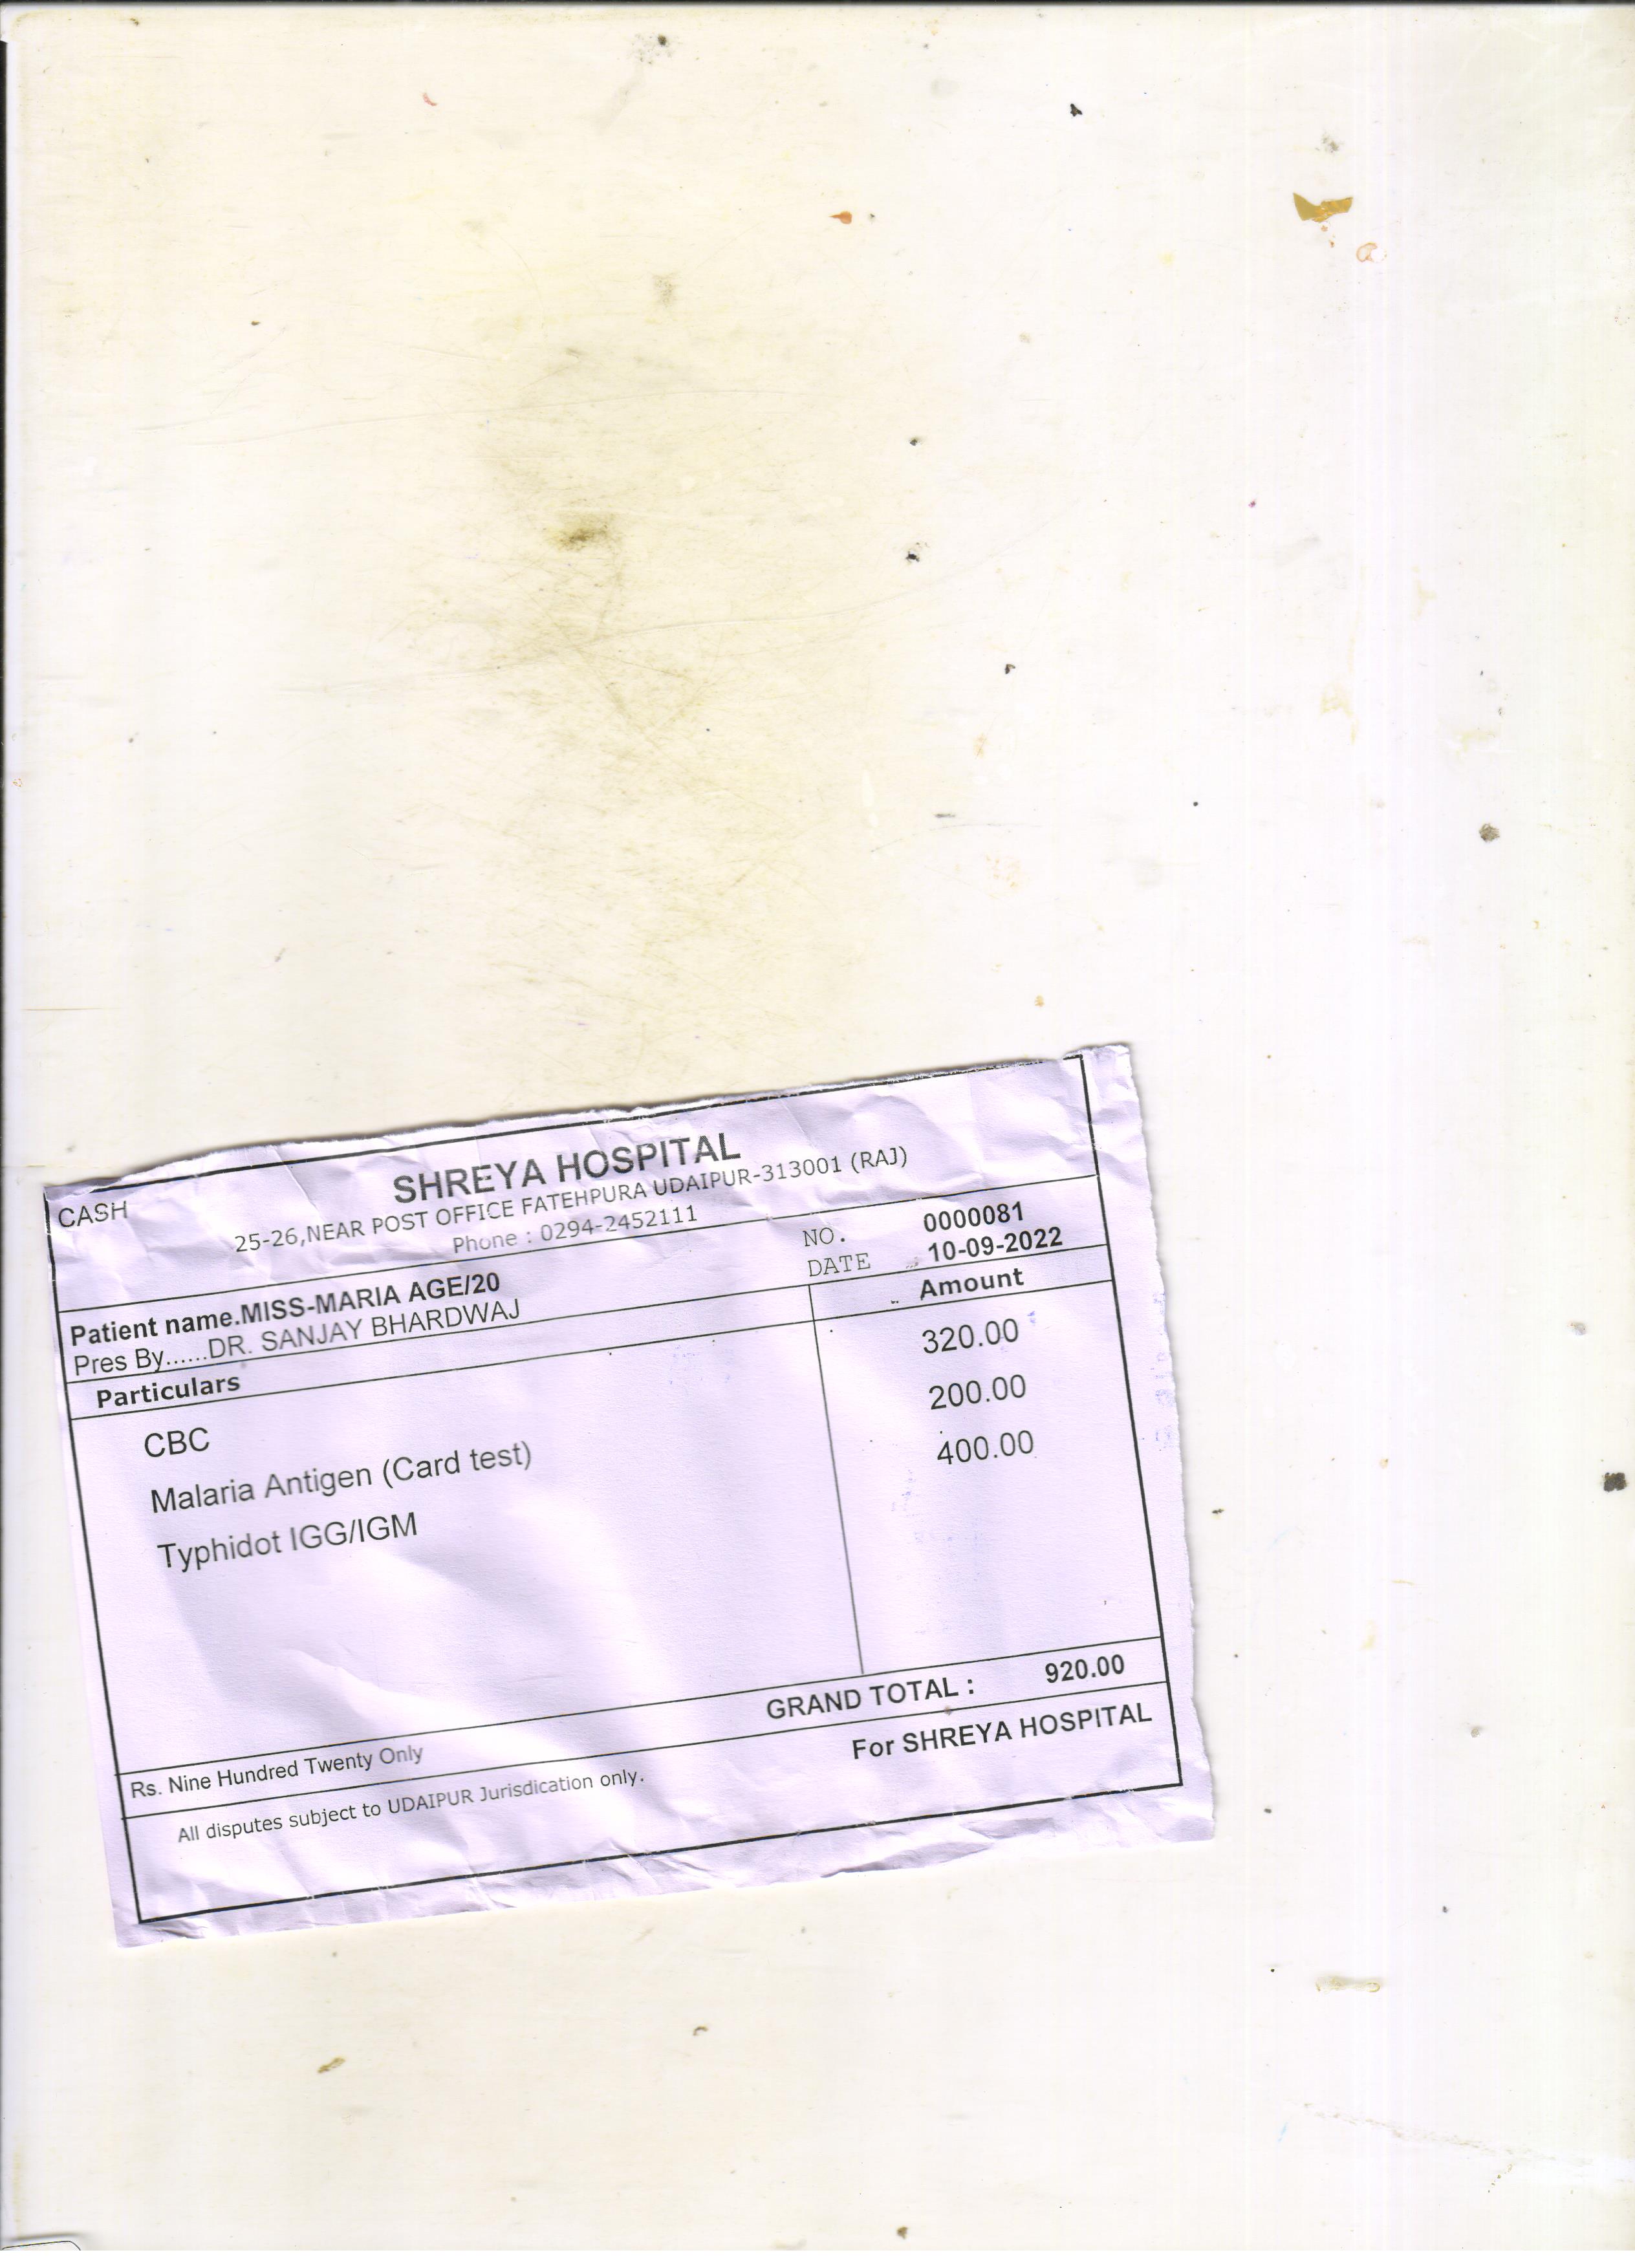 SHREYA HOSPITAL
CASH
25-26,NEAR POST OFFICE FATEHPURA UDAIPUR-313001 (RAJ)
Phone : 0294-2452111
NO. 0000081
DATE 10-09-2022
Patient name.MISS-MARIA AGE/20
Pres By......DR. SANJAY BHARDWAJ
Particulars Amount
CBC 320.00
Malaria Antigen (Card test) 200.00
Typhidot IGG/IGM 400.00
GRAND TOTAL : 920.00
Rs. Nine Hundred Twenty Only
For SHREYA HOSPITAL
All disputes subject to UDAIPUR Jurisdication only.